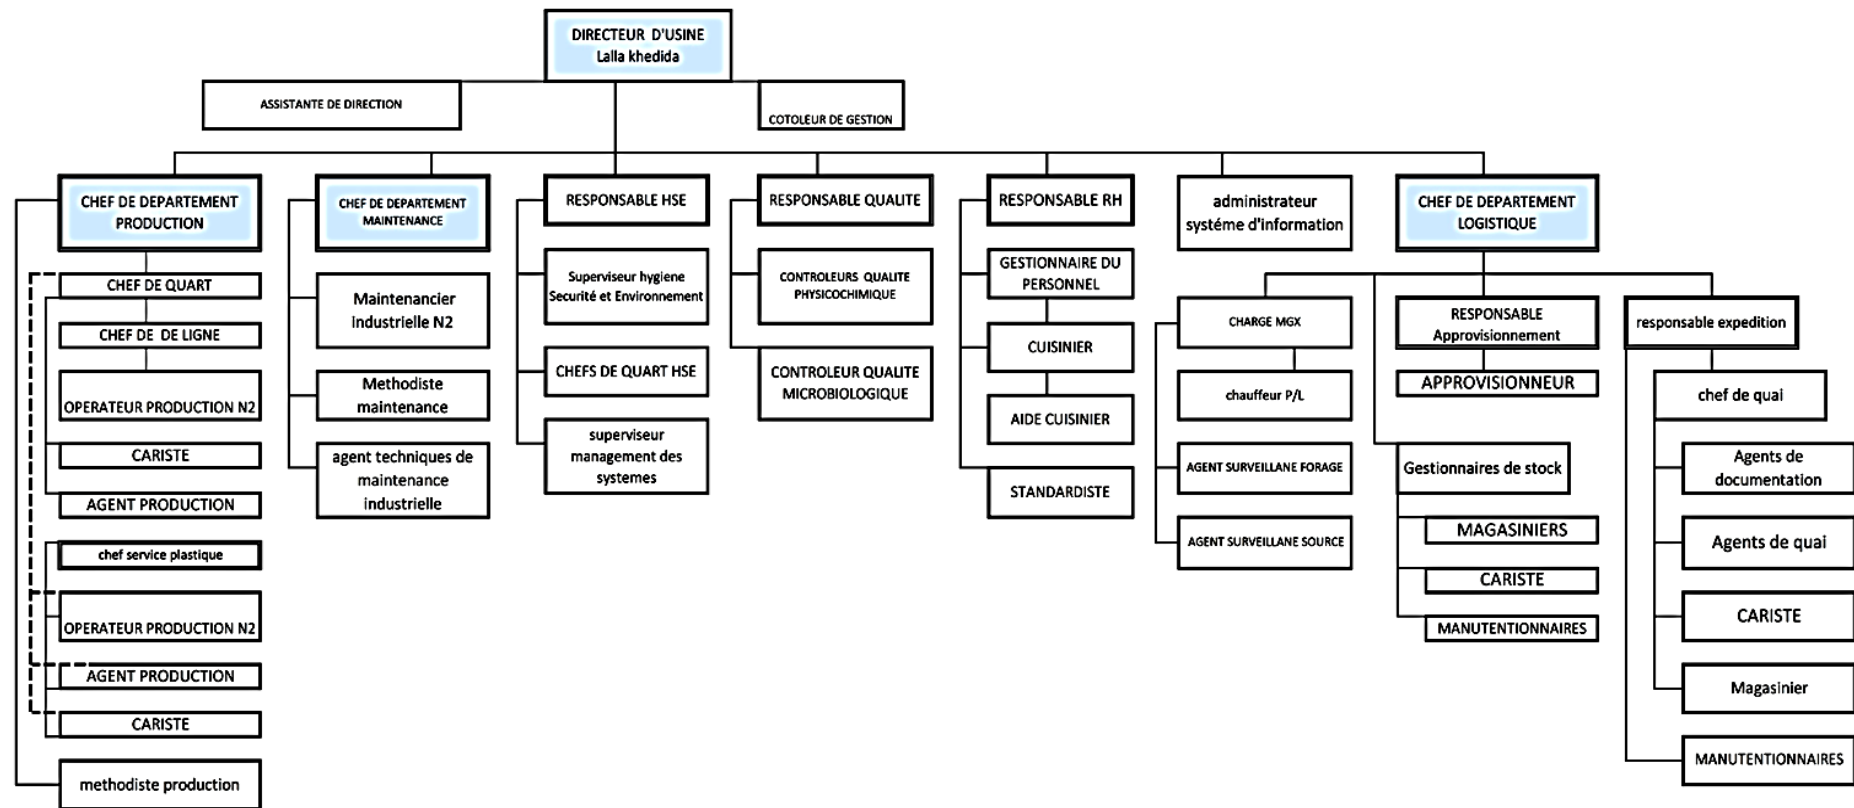 DIRECTEUR D'USINE
Lalla khedida
ASSISTANTE DE DIRECTION
COTOLEUR DE GESTION
CHEF DE DEPARTEMENT
PRODUCTION
CHEF DE QUART
CHEF DE DE LIGNE
OPERATEUR PRODUCTION N2
CARISTE
AGENT PRODUCTION
chef service plastique
OPERATEUR PRODUCTION N2
AGENT PRODUCTION
CARISTE
methodiste production
CHEF DE DEPARTEMENT
MAINTENANCE
Maintenancier
industrielle N2
Methodiste
maintenance
agent techniques de
maintenance
industrielle
RESPONSABLE HSE
Superviseur hygiene
Securité et Environnement
CHEFS DE QUART HSE
superviseur
management des
systemes
RESPONSABLE QUALITE
CONTROLEURS QUALITE
PHYSICOCHIMIQUE
CONTROLEUR QUALITE
MICROBIOLOGIQUE
RESPONSABLE RH
GESTIONNAIRE DU
PERSONNEL
CUISINIER
AIDE CUISINIER
STANDARDISTE
administrateur
systéme d'information
CHEF DE DEPARTEMENT
LOGISTIQUE
CHARGE MGX
chauffeur P/L
AGENT SURVEILLANE FORAGE
AGENT SURVEILLANE SOURCE
RESPONSABLE
Approvisionnement
APPROVISIONNEUR
Gestionnaires de stock
MAGASINIERS
CARISTE
MANUTENTIONNAIRES
responsable expedition
chef de quai
Agents de
documentation
Agents de quai
CARISTE
Magasinier
MANUTENTIONNAIRES